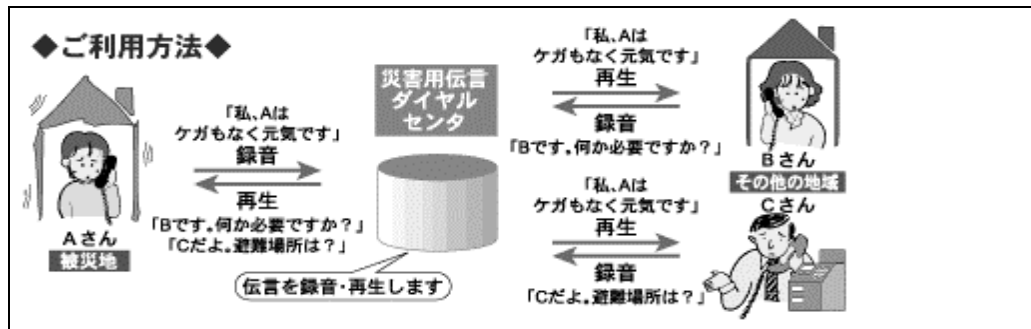 ◆ご利用方法◆
「私、Aは
ケガもなく元気です」
録音
再生
「Bです。何か必要ですか？」
「Cだよ。避難場所は？」
Aさん
被災地
災害用伝言
ダイヤル
センタ
伝言を録音・再生します
「私、Aは
ケガもなく元気です」
再生
録音
「Bです。何か必要ですか？」
Bさん
その他の地域
Cさん
「私、Aは
ケガもなく元気です」
再生
録音
「Cだよ。避難場所は？」